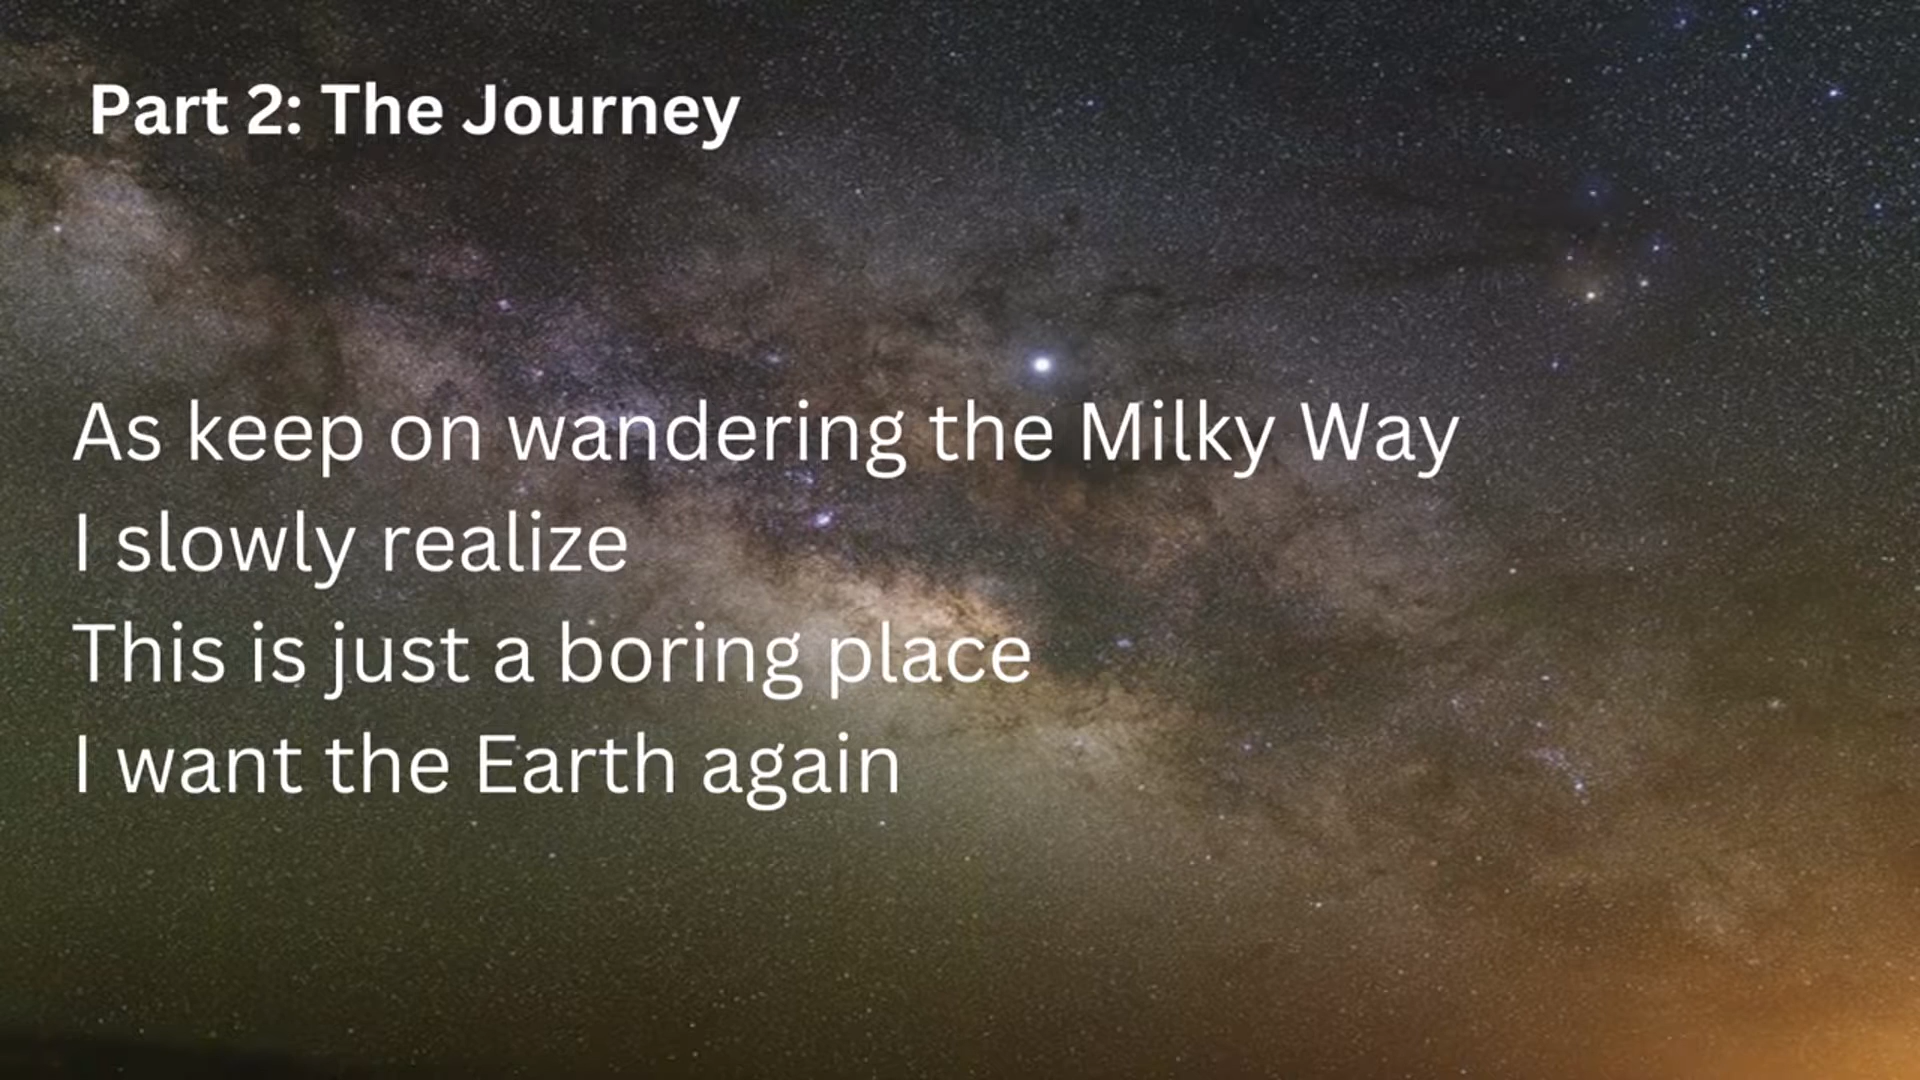 Part 2: The Journey
As keep on wandering the Milky Way
I slowly realize
This is just a boring place
I want the Earth again